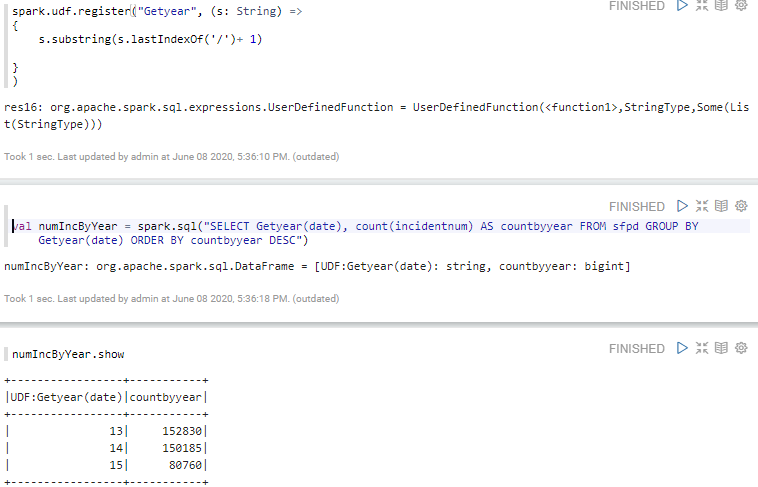 spark.udf.register("Getyear", (s: String) =>
FINISHED
{
s.substring(s.lastIndexOf('/')+ 1)
}
)
res16: org.apache.spark.sql.expressions.UserDefinedFunction = UserDefinedFunction(<function1>,StringType,Some(Lis
t(StringType)))
Took 1 sec. Last updated by admin at June 08 2020, 5:36:10 PM. (outdated)
FINISHED
val numIncByYear = spark.sql("SELECT Getyear(date), count(incidentnum) AS countbyyear FROM sfpd GROUP BY
Getyear(date) ORDER BY countbyyear DESC")
numIncByYear: org.apache.spark.sql.DataFrame = [UDF:Getyear(date): string, countbyyear: bigint]
Took 1 sec. Last updated by admin at June 08 2020, 5:36:18 PM. (outdated)
FINISHED
numIncByYear.show
+-----------------+-----------+
|UDF:Getyear(date)|countbyyear|
+-----------------+-----------+
|               13|     152830|
|               14|     150185|
|               15|      80760|
+-----------------+-----------+